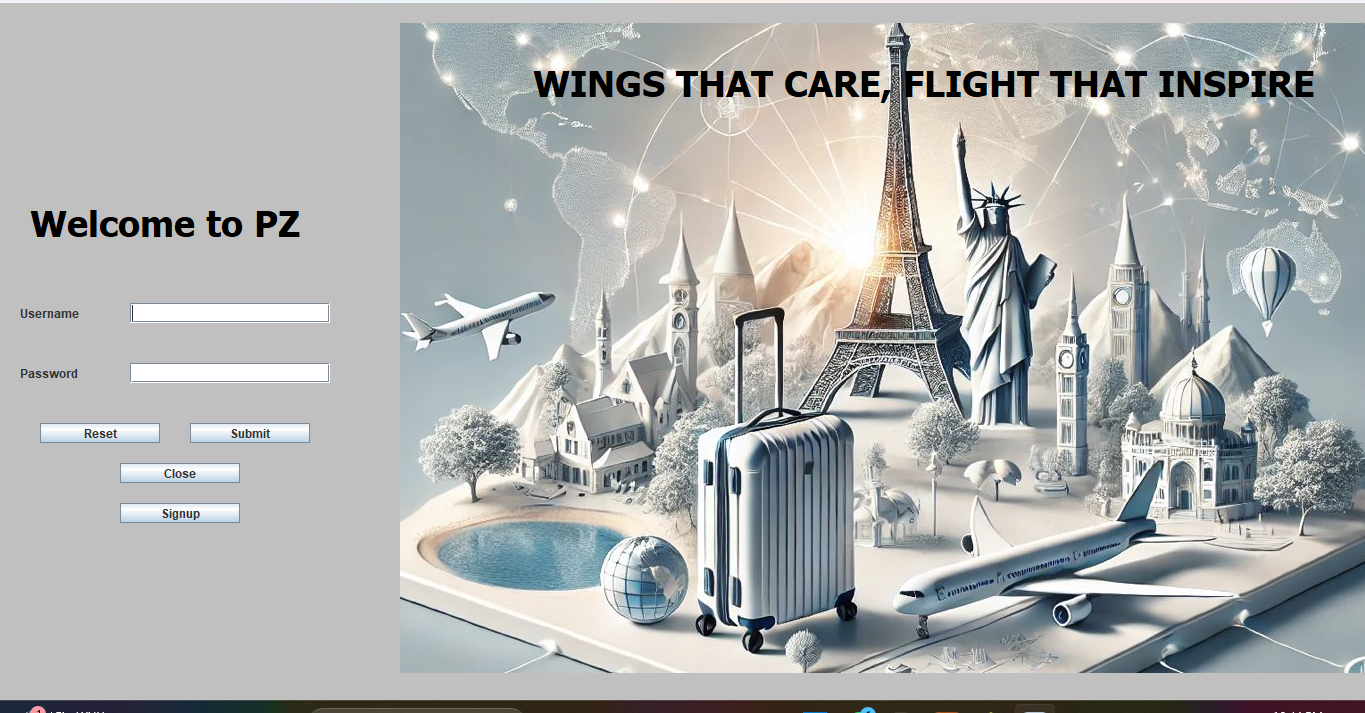 WINGS THAT CARE, FLIGHT THAT INSPIRE
Welcome to PZ
Username
Password
Reset
Submit
Close
Signup